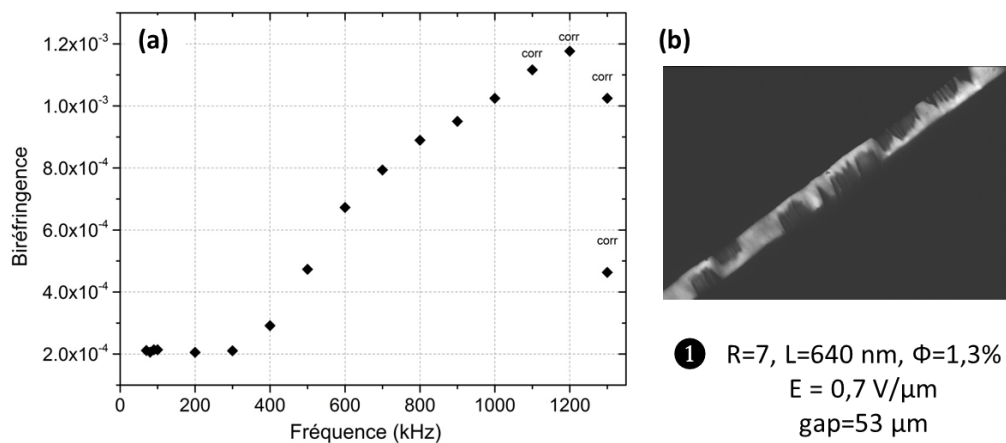 (a)
(b)
corr
corr
corr
corr
1.2x10⁻³
1.0x10⁻³
8.0x10⁻⁴
6.0x10⁻⁴
4.0x10⁻⁴
2.0x10⁻⁴
Biréfringence
0 200 400 600 800 1000 1200
Fréquence (kHz)
1 R=7, L=640 nm, Φ=1,3%
E = 0,7 V/μm
gap=53 μm